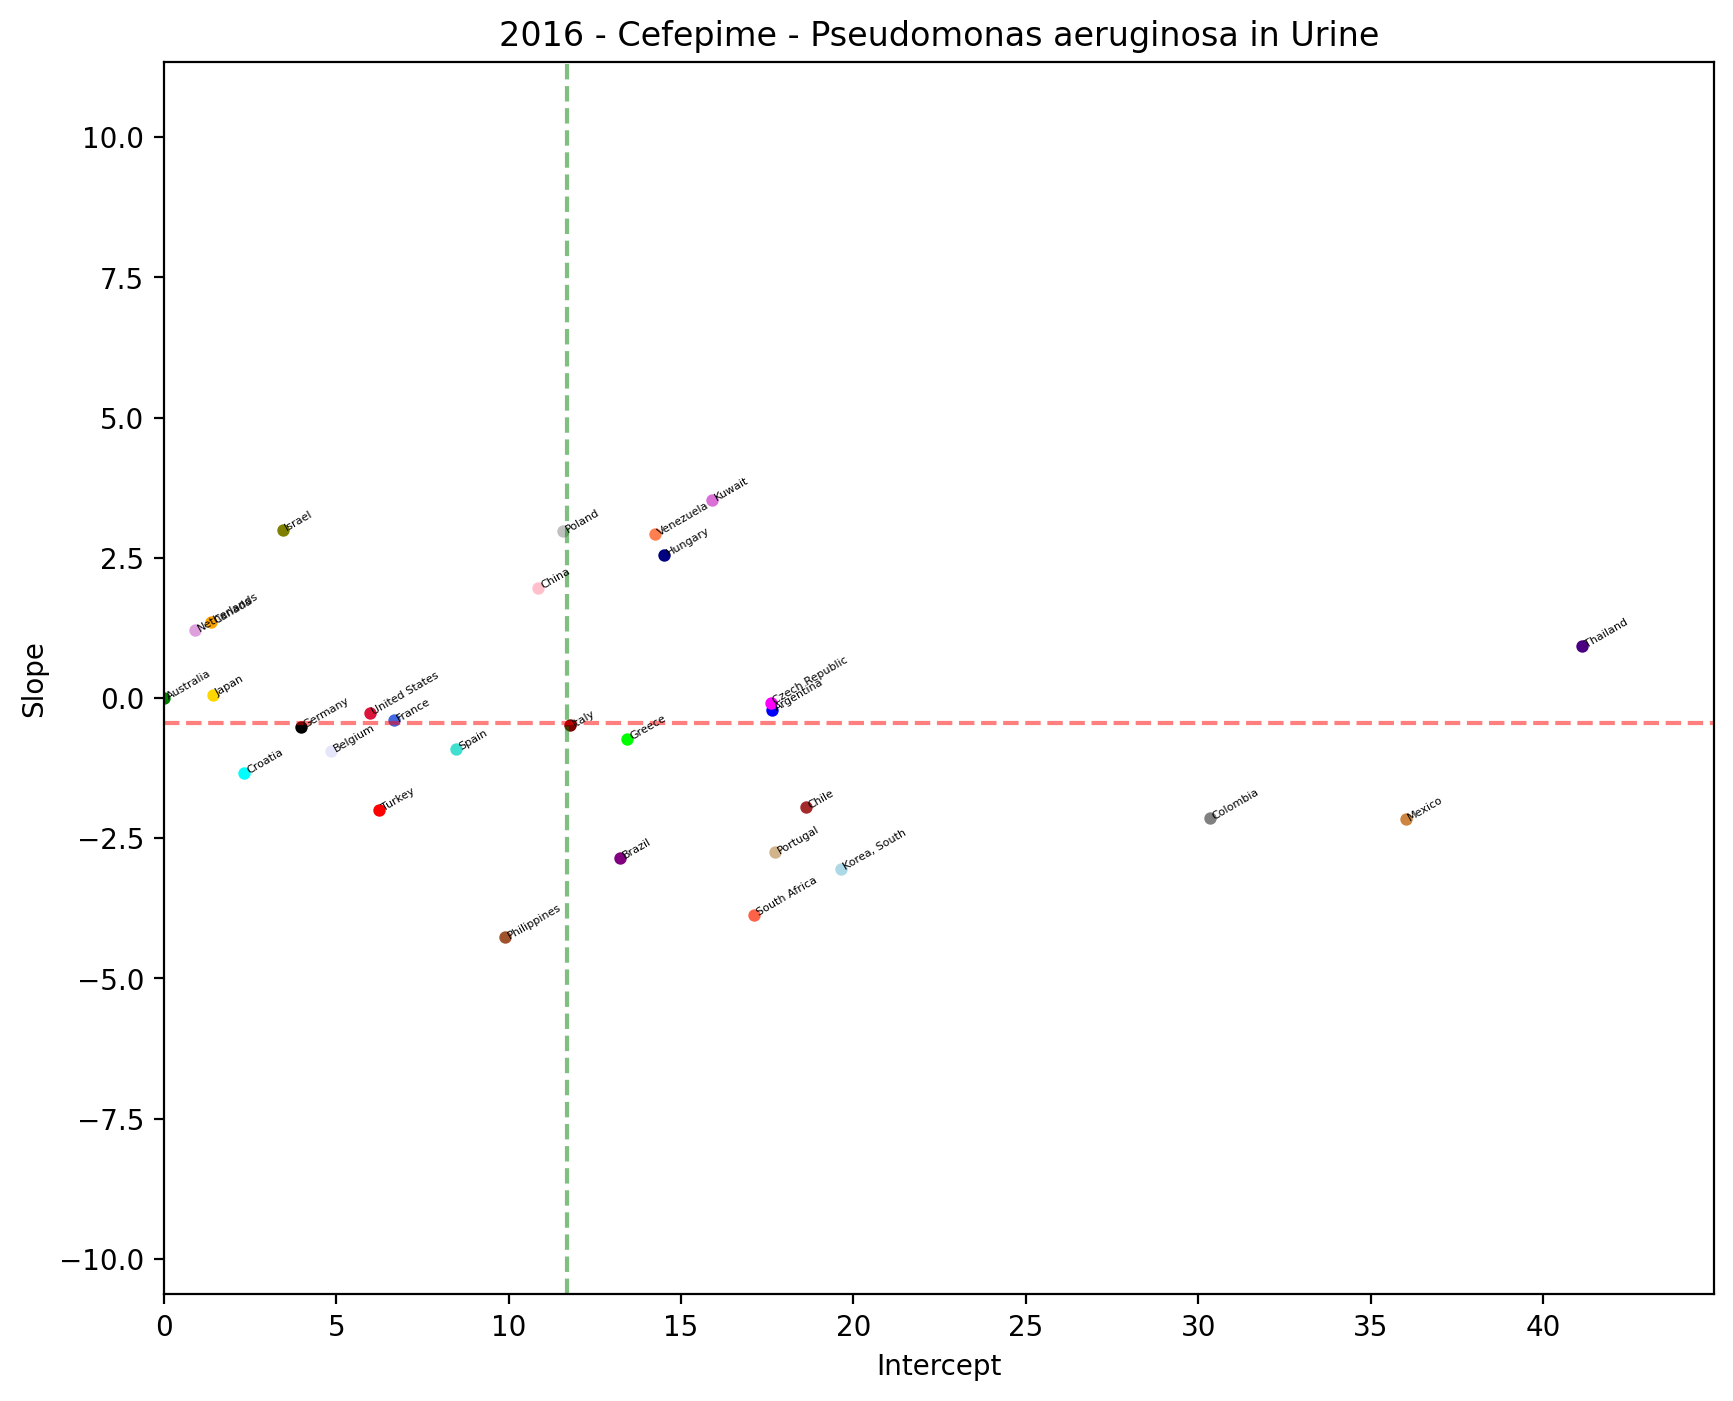 2016 - Cefepime - Pseudomonas aeruginosa in Urine
10.0
7.5
5.0
2.5
0.0
−2.5
−5.0
−7.5
−10.0
Slope
Kuwait
Israel
Poland
Venezuela
Hungary
China
Canada
Netherlands
Thailand
Australia
Japan
Czech Republic
Argentina
United States
Germany
France
Italy
Greece
Belgium
Spain
Croatia
Turkey
Chile
Colombia
Mexico
Portugal
Brazil
Korea, South
South Africa
Philippines
0
5
10
15
20
25
30
35
40
Intercept